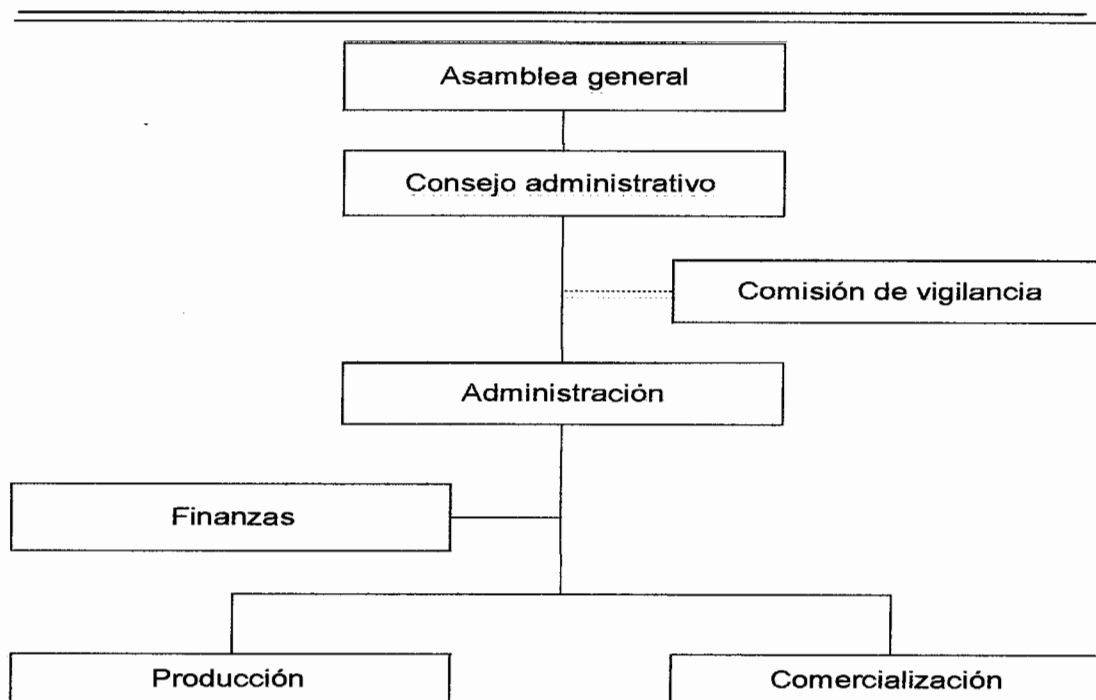 Asamblea general
Consejo administrativo
Comisión de vigilancia
Administración
Finanzas
Producción
Comercialización